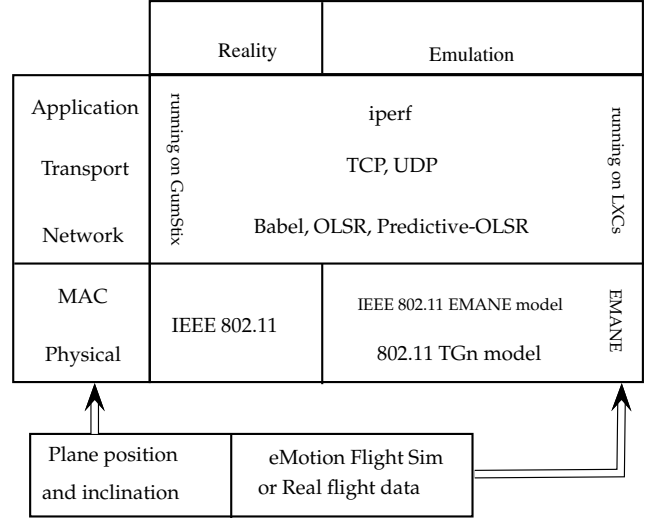 Reality
Emulation
Application
Transport
Network
running on GumStix
iperf
TCP, UDP
Babel, OLSR, Predictive-OLSR
running on LXCs
MAC
Physical
IEEE 802.11
IEEE 802.11 EMANE model
802.11 TGn model
EMANE
Plane position
and inclination
eMotion Flight Sim
or Real flight data